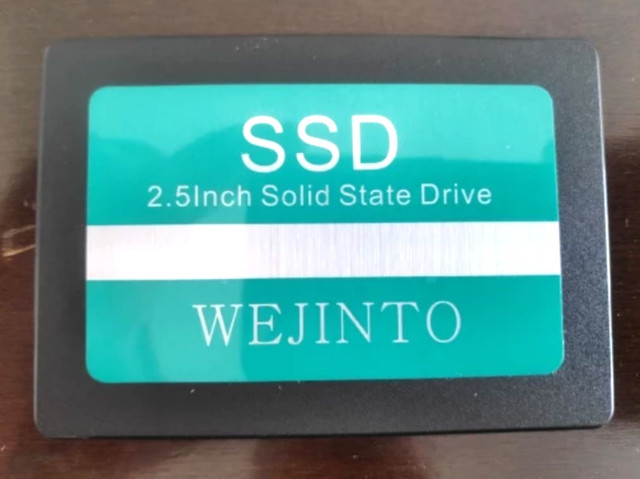 SSD
2.5Inch Solid State Drive
WEJINTO